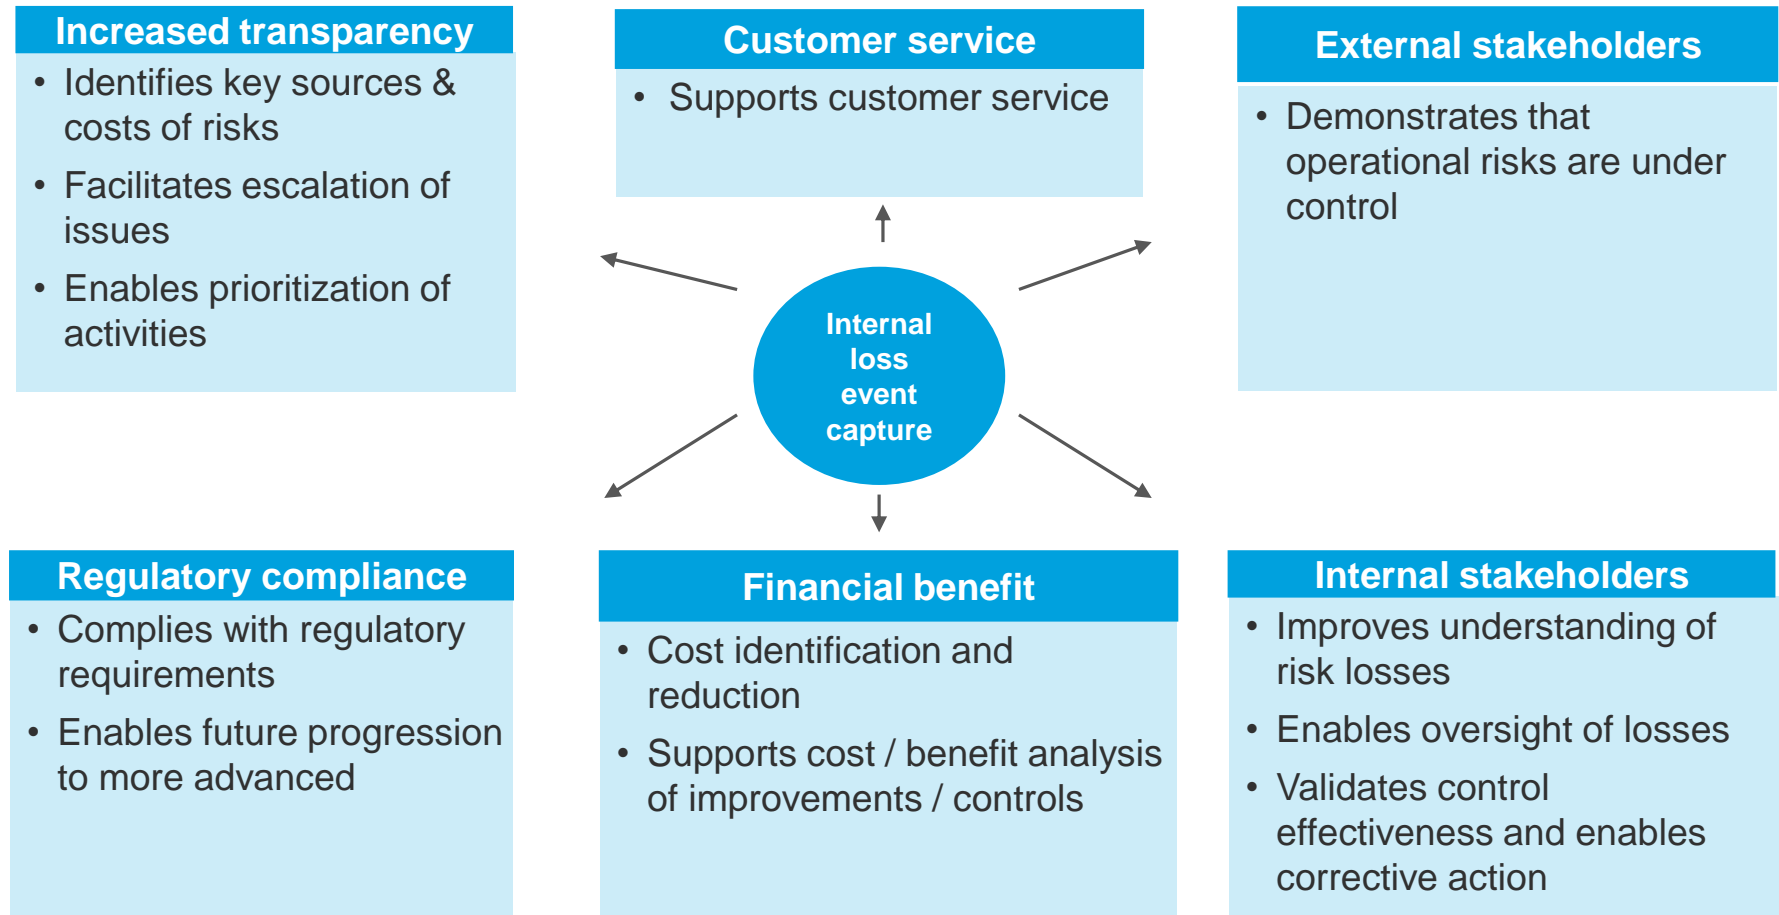 Increased transparency
• Identifies key sources &
costs of risks
• Facilitates escalation of
issues
• Enables prioritization of
activities
Customer service
• Supports customer service
External stakeholders
• Demonstrates that
operational risks are under
control
Internal
loss
event
capture
Regulatory compliance
• Complies with regulatory
requirements
• Enables future progression
to more advanced
Financial benefit
• Cost identification and
reduction
• Supports cost / benefit analysis
of improvements / controls
Internal stakeholders
• Improves understanding of
risk losses
• Enables oversight of losses
• Validates control
effectiveness and enables
corrective action